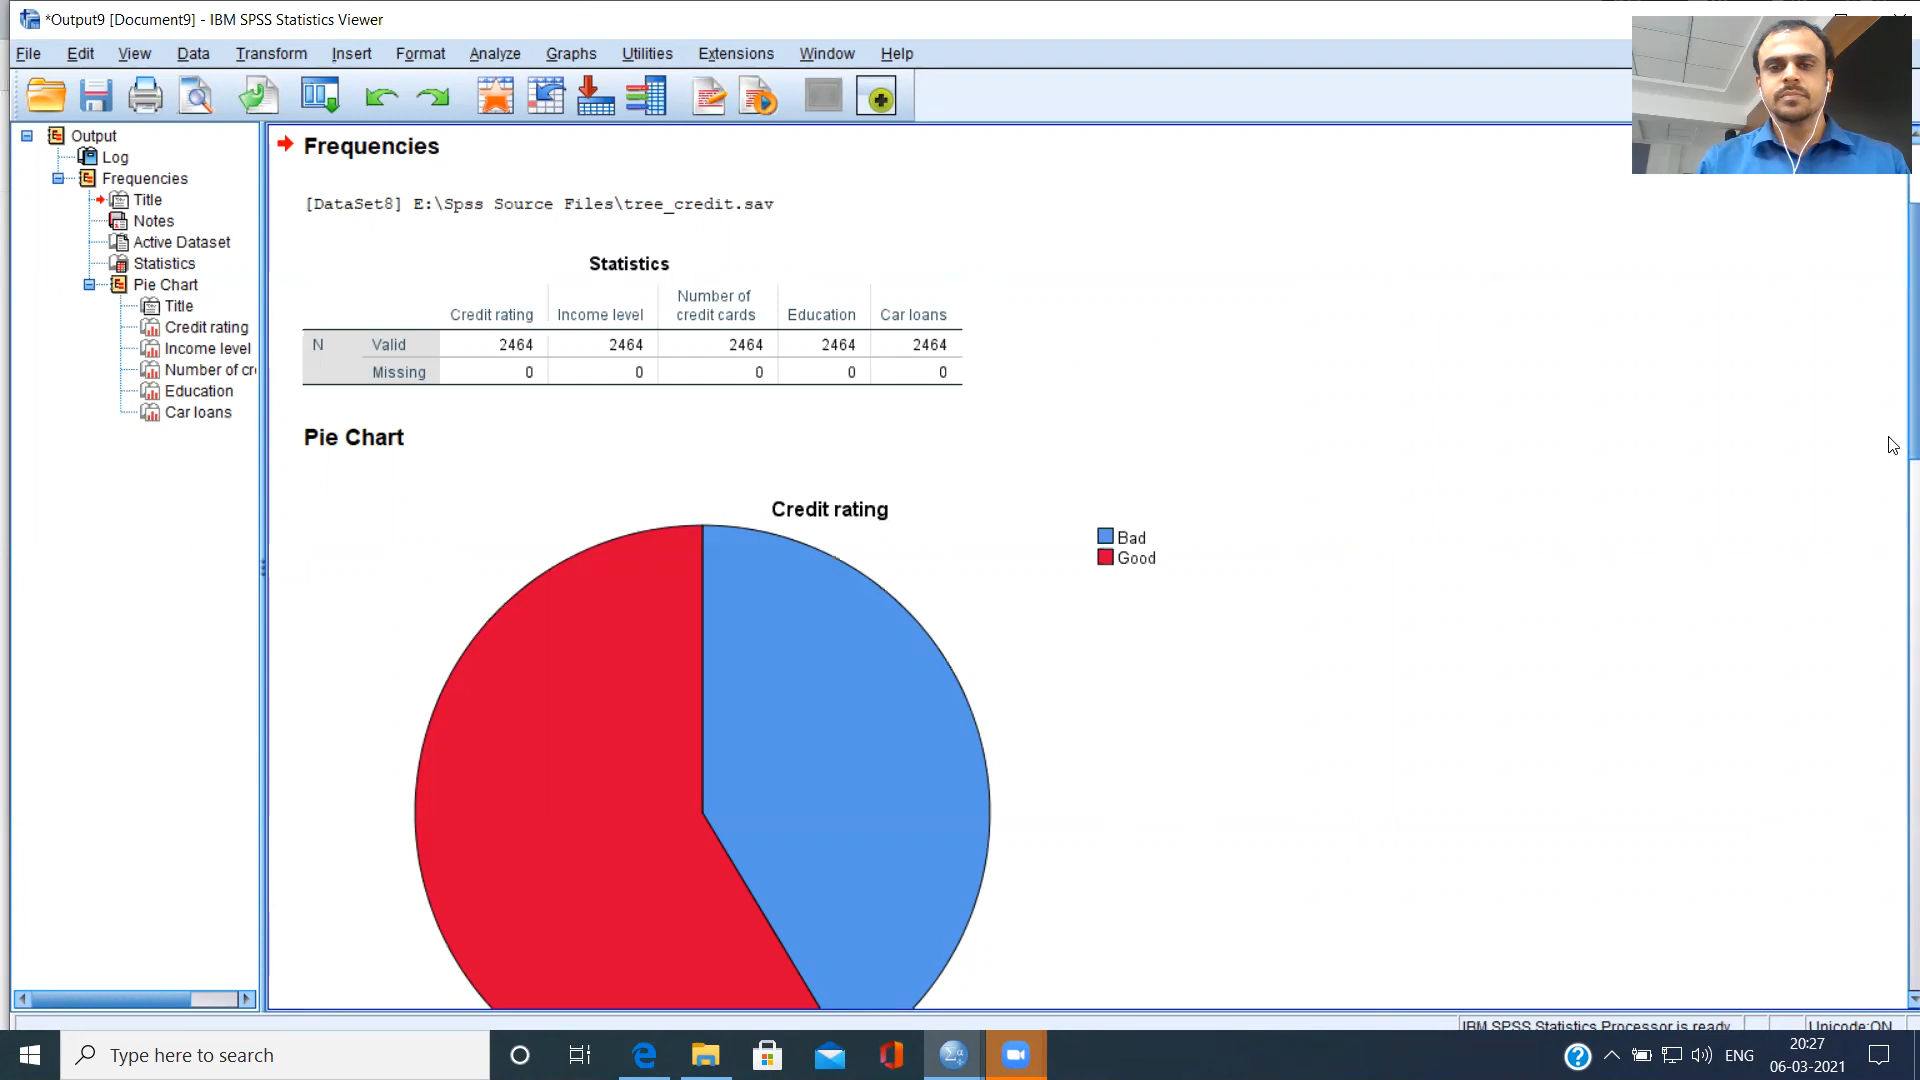 *Output9 [Document9] - IBM SPSS Statistics Viewer
File Edit View Data Transform Insert Format Analyze Graphs Utilities Extensions Window Help
Output
Log
Frequencies
Title
Notes
Active Dataset
Statistics
Pie Chart
Title
Credit rating
Income level
Number of cr
Education
Car loans
Frequencies
[DataSet8] E:\Spss Source Files\tree_credit.sav
Statistics
Credit rating Income level Number of credit cards Education Car loans
N Valid 2464 2464 2464 2464 2464
Missing 0 0 0 0 0
Pie Chart
Credit rating
Bad
Good
IBM SPSS Statistics Processor is ready Unicode:ON
Type here to search
ENG
20:27
06-03-2021